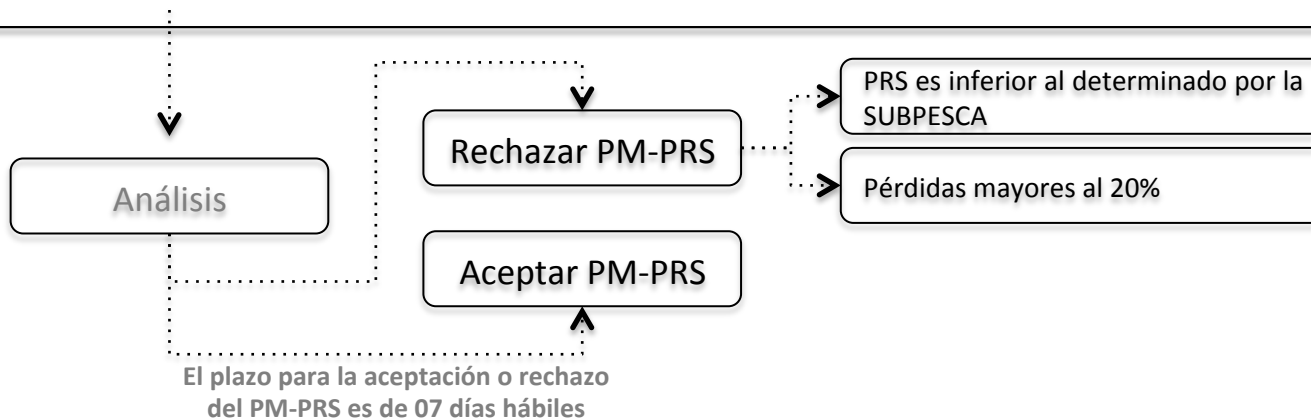 Análisis
Rechazar PM-PRS
Aceptar PM-PRS
PRS es inferior al determinado por la
SUBPESCA
Pérdidas mayores al 20%
El plazo para la aceptación o rechazo
del PM-PRS es de 07 días hábiles